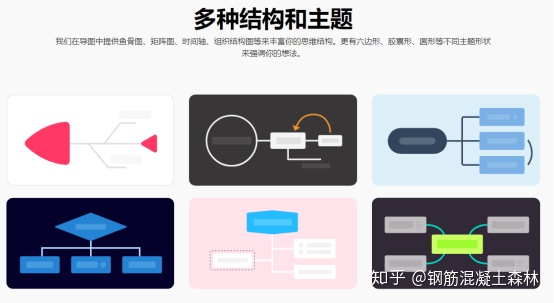 多种结构和主题
我们在导图中提供鱼骨图、矩阵图、时间轴、组织结构图等来丰富你的思维结构。更有六边形、胶囊形、圆形等不同主题形状
来强调你的想法。
知乎 @钢筋混凝土森林